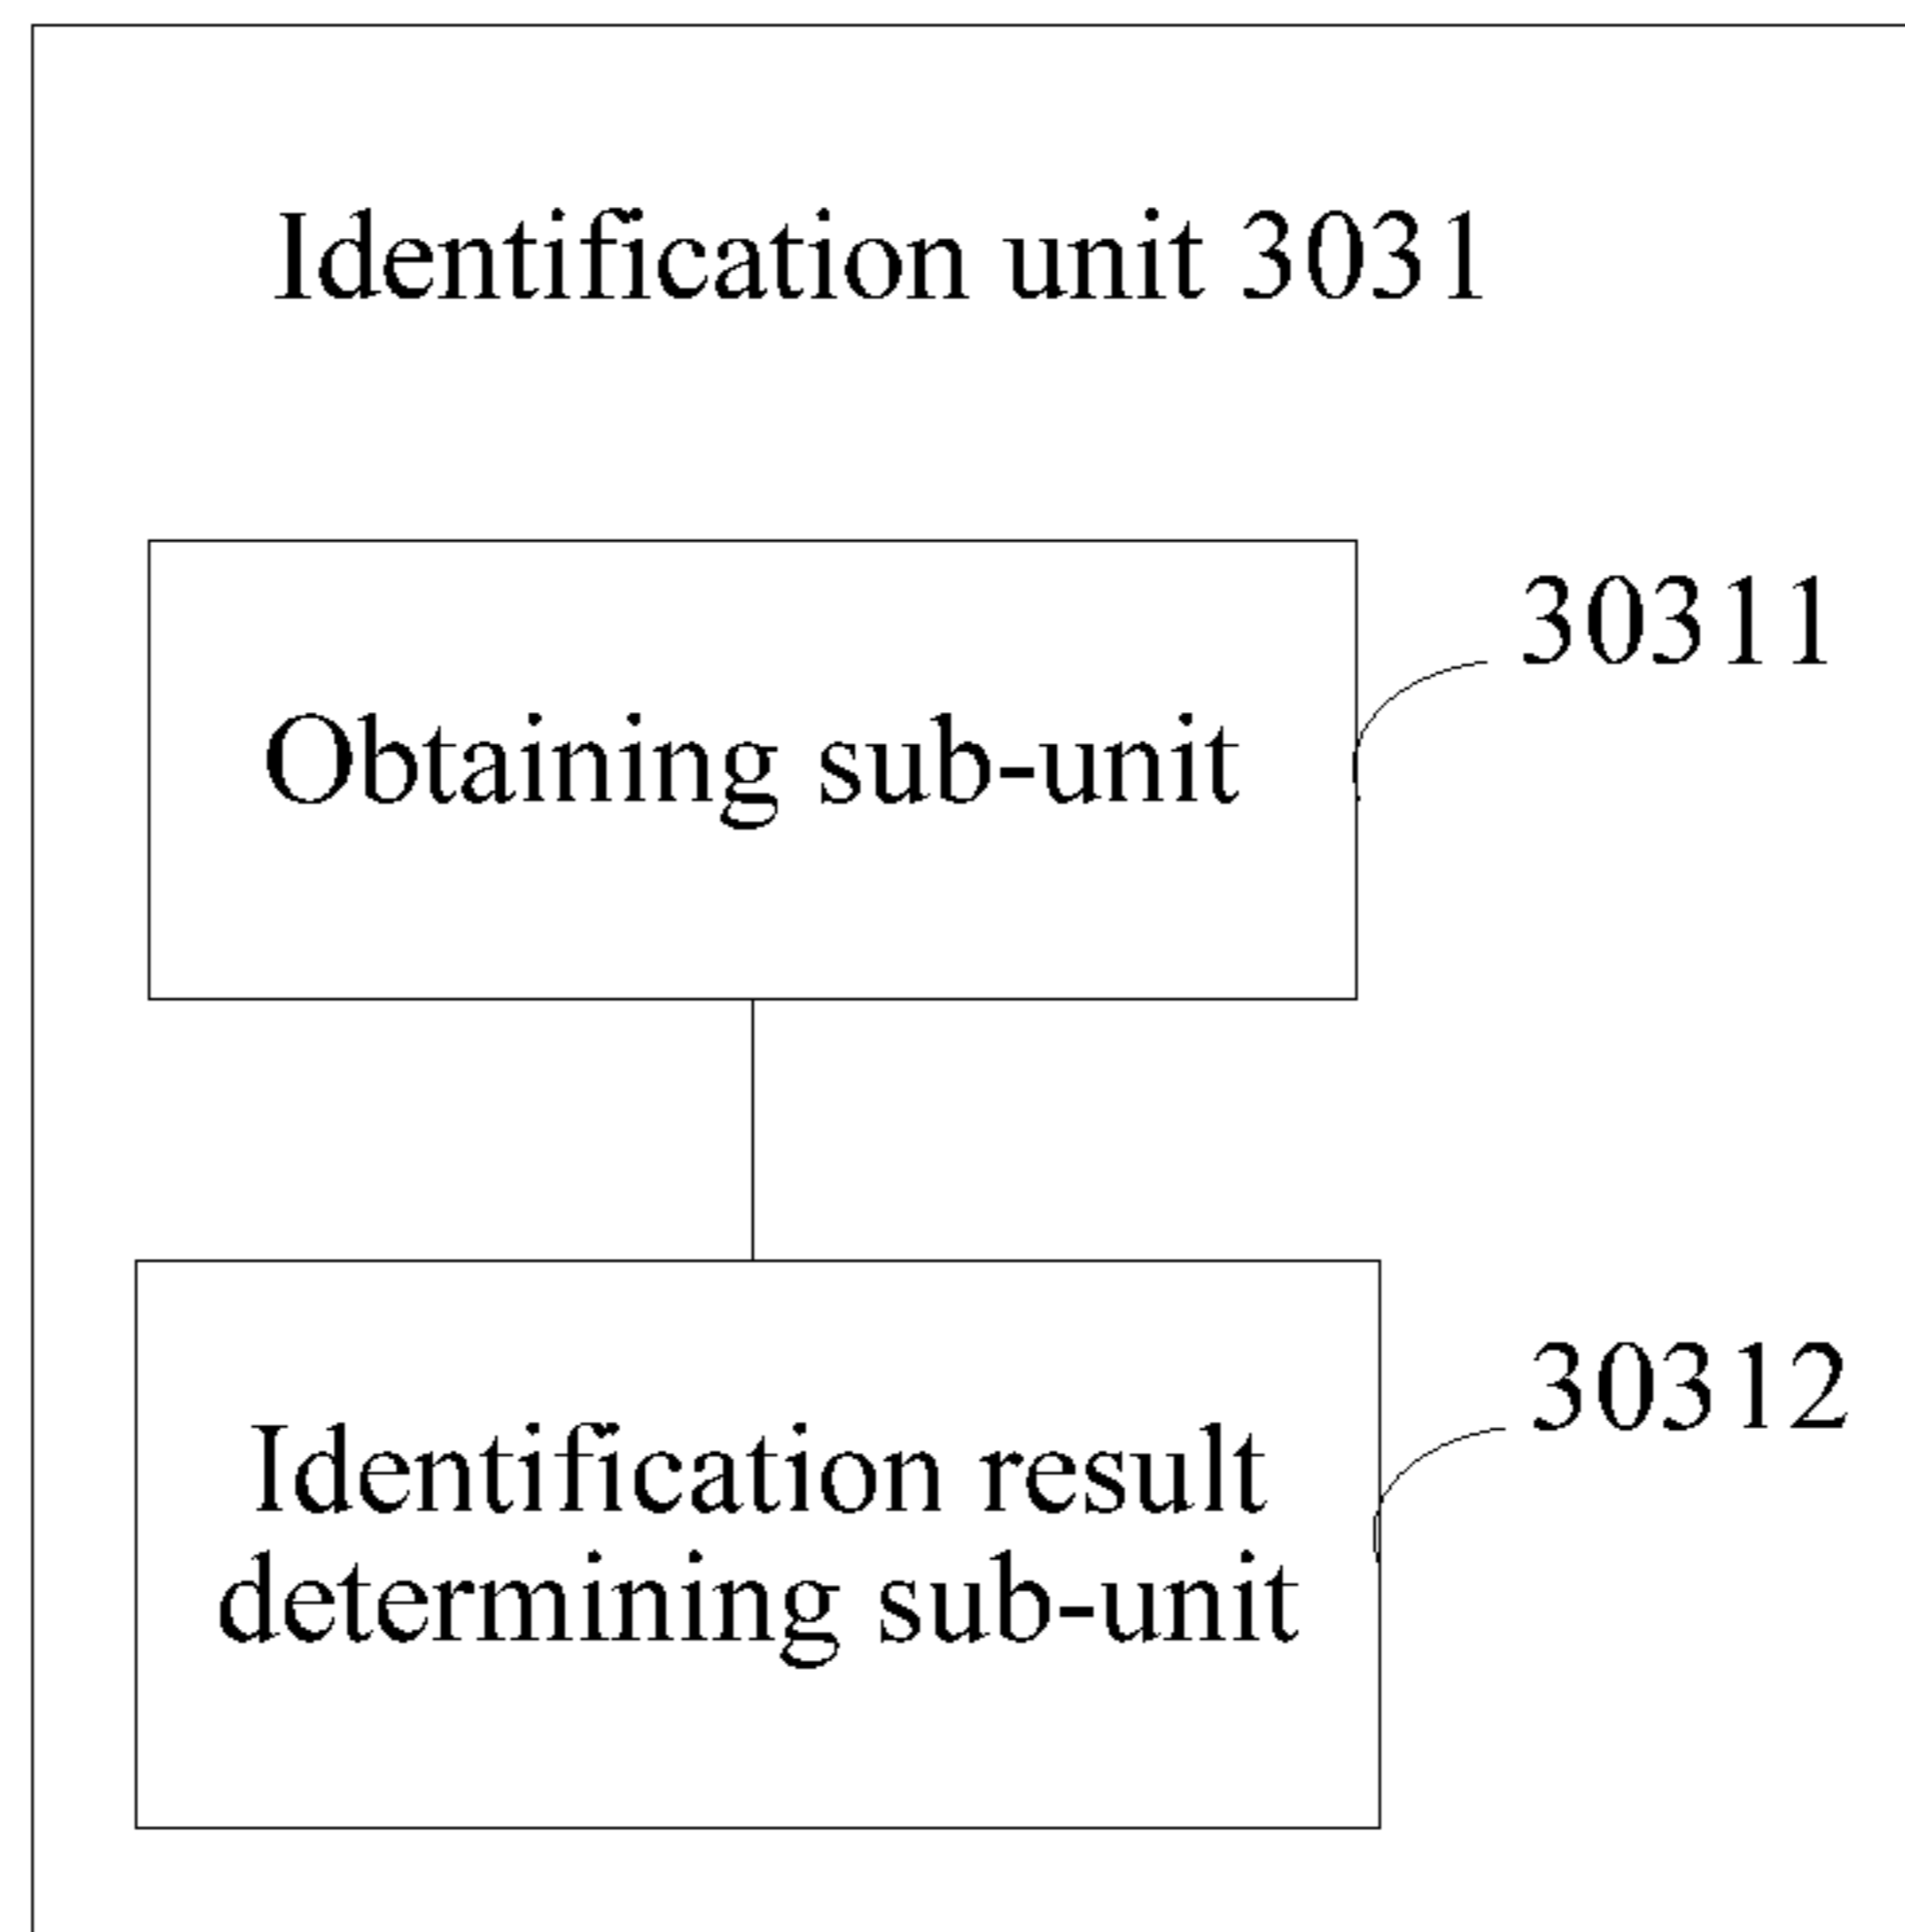 Identification unit 3031
30311
Obtaining sub-unit
30312
Identification result
determining sub-unit